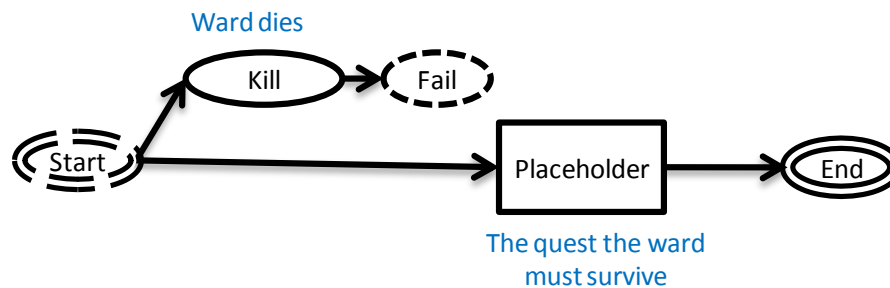 Ward dies
Kill
Fail
Start
Placeholder
End
The quest the ward
must survive